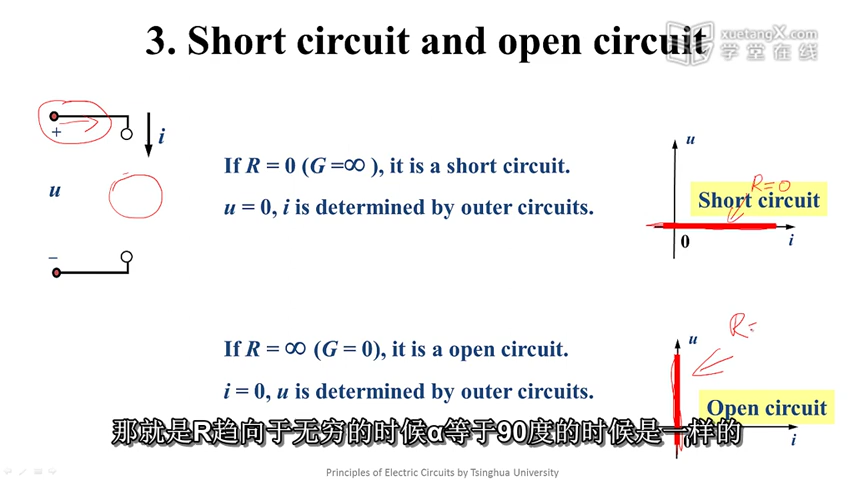 3. Short circuit and open circuit
xuetangX.com
学堂在线
+
i
u
−
If R = 0 (G =∞ ), it is a short circuit.
u = 0, i is determined by outer circuits.
u
R=0
Short circuit
0
i
If R = ∞ (G = 0), it is a open circuit.
i = 0, u is determined by outer circuits.
R=
u
Open circuit
i
那就是R趋向于无穷的时候α等于90度的时候是一样的
Principles of Electric Circuits by Tsinghua University